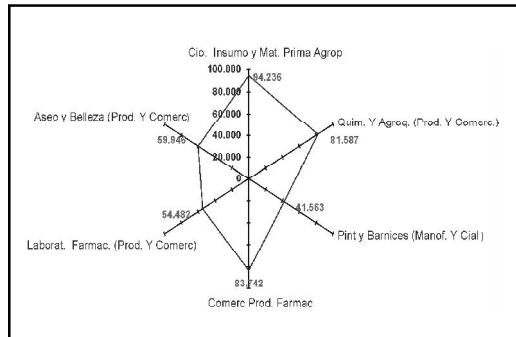 Cio. Insumo y Mat. Prima Agrop
100.000
94.236
80.000
60.000
40.000
20.000
0
Aseo y Belleza (Prod. Y Comerc)
59.946
Quim. Y Agroq. (Prod. Y Comerc.)
81.587
54.482
41.563
Laborat. Farmac. (Prod. Y Comerc)
Pint y Barnices (Manof. Y Cial)
83.742
Comerc Prod. Farmac